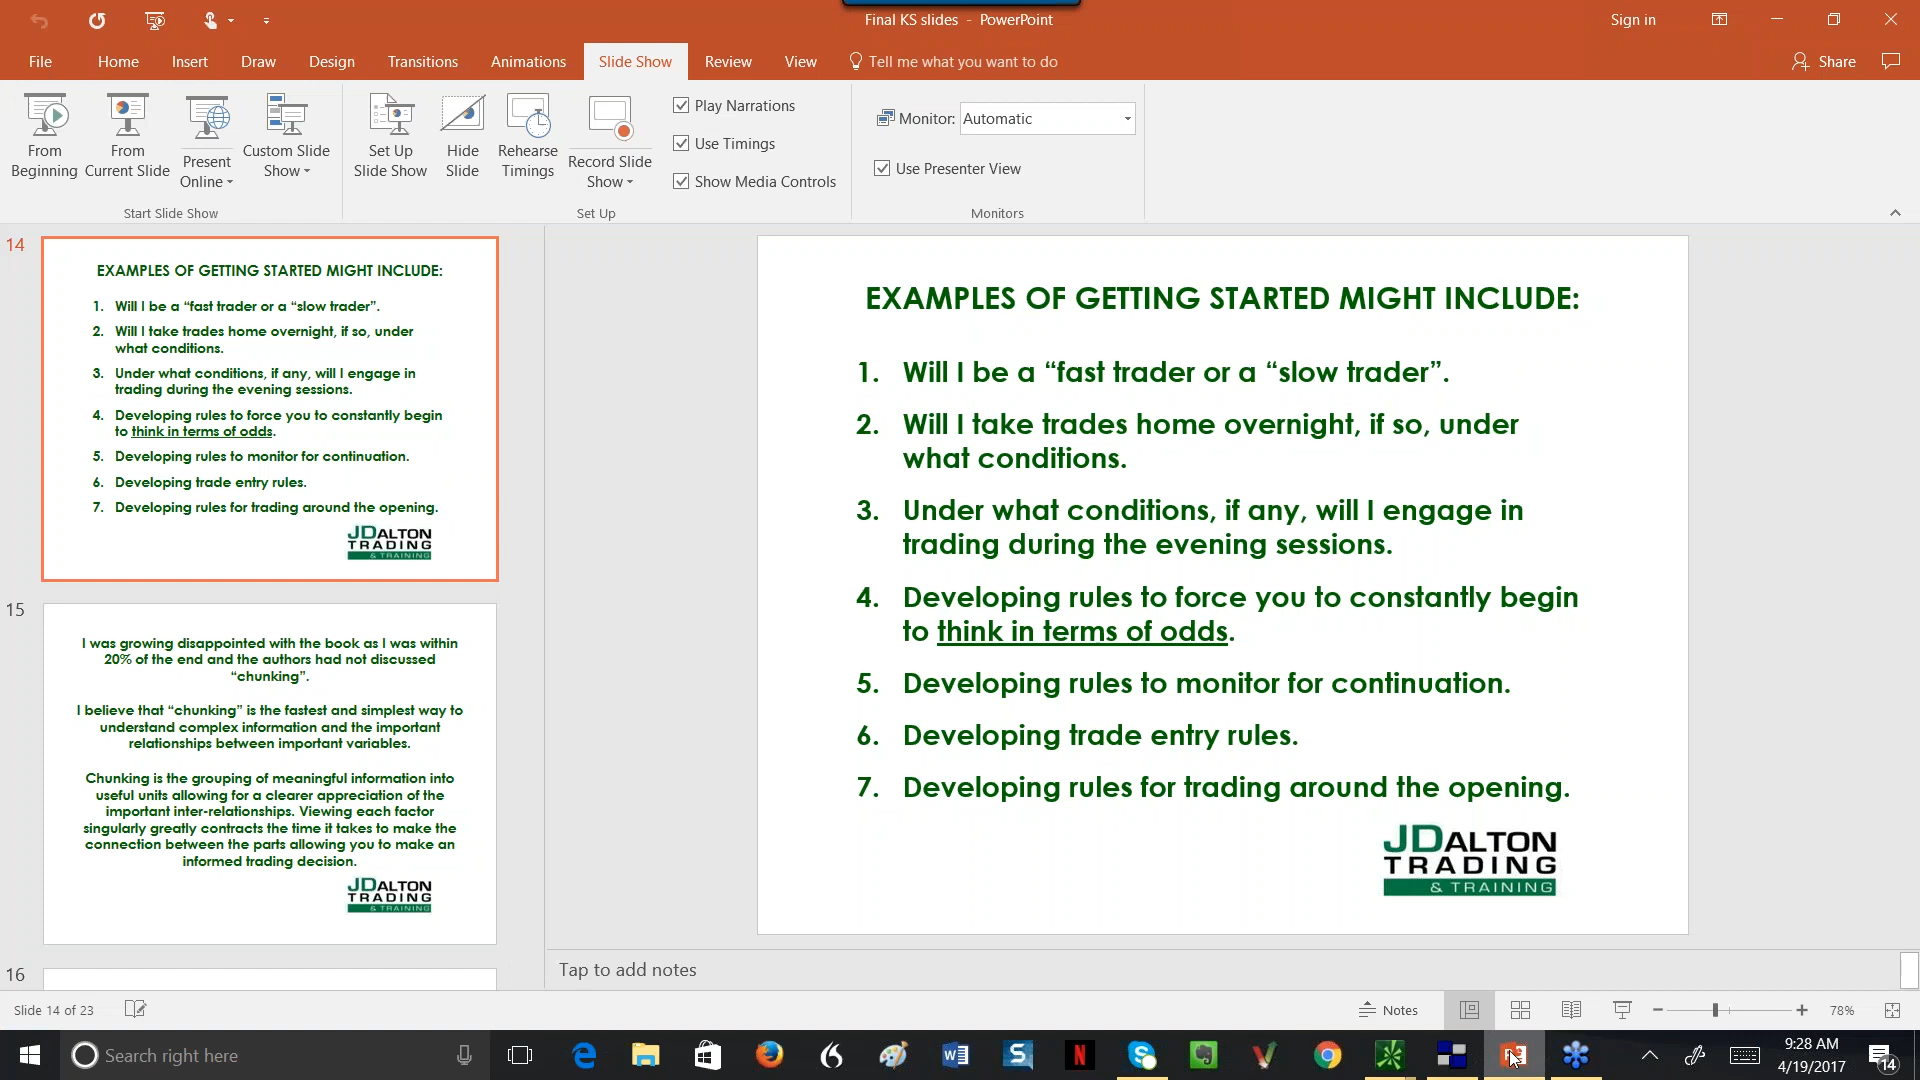 Final KS slides - PowerPoint
Sign in
File Home Insert Draw Design Transitions Animations Slide Show Review View Tell me what you want to do
Share
From Beginning
From Current Slide
Present Online
Custom Slide Show
Set Up Slide Show
Hide Slide
Rehearse Timings
Record Slide Show
Play Narrations
Use Timings
Show Media Controls
Monitor: Automatic
Use Presenter View
Start Slide Show
Set Up
Monitors
14
EXAMPLES OF GETTING STARTED MIGHT INCLUDE:
1. Will I be a “fast trader or a “slow trader”.
2. Will I take trades home overnight, if so, under
what conditions.
3. Under what conditions, if any, will I engage in
trading during the evening sessions.
4. Developing rules to force you to constantly begin
to think in terms of odds.
5. Developing rules to monitor for continuation.
6. Developing trade entry rules.
7. Developing rules for trading around the opening.
JDALTON
TRADING
& TRAINING
15
I was growing disappointed with the book as I was within
20% of the end and the authors had not discussed
“chunking”.
I believe that “chunking” is the fastest and simplest way to
understand complex information and the important
relationships between important variables.
Chunking is the grouping of meaningful information into
useful units allowing for a clearer appreciation of the
important inter-relationships. Viewing each factor
singularly greatly contracts the time it takes to make the
connection between the parts allowing you to make an
informed trading decision.
JDALTON
TRADING
& TRAINING
16
EXAMPLES OF GETTING STARTED MIGHT INCLUDE:
1. Will I be a “fast trader or a “slow trader”.
2. Will I take trades home overnight, if so, under
what conditions.
3. Under what conditions, if any, will I engage in
trading during the evening sessions.
4. Developing rules to force you to constantly begin
to think in terms of odds.
5. Developing rules to monitor for continuation.
6. Developing trade entry rules.
7. Developing rules for trading around the opening.
JDALTON
TRADING
& TRAINING
Tap to add notes
Slide 14 of 23
Notes
78%
Search right here
9:28 AM
4/19/2017
14